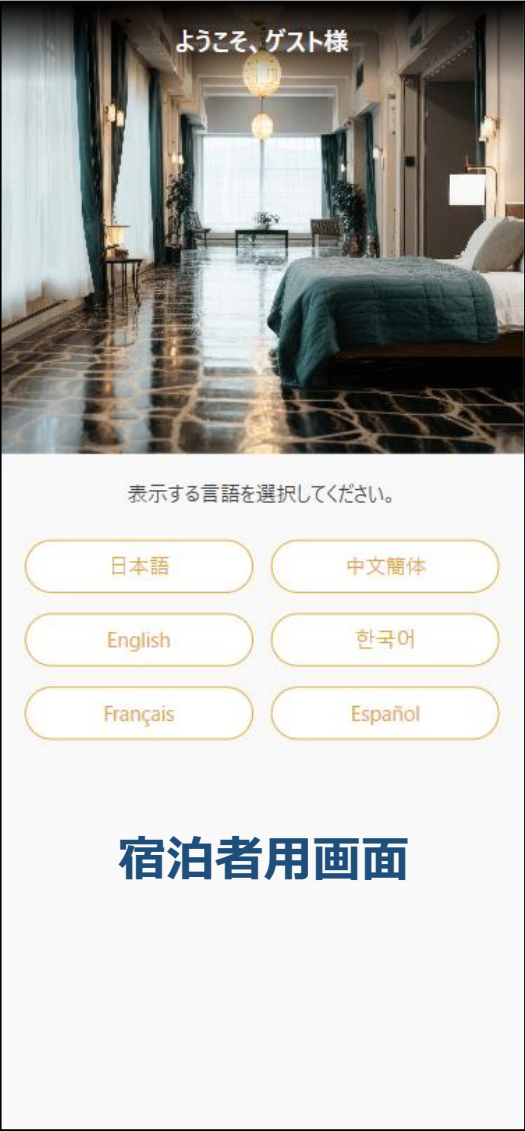 ようこそ、ゲスト様
表示する言語を選択してください。
日本語
中文簡体
English
한국어
Français
Español
宿泊者用画面